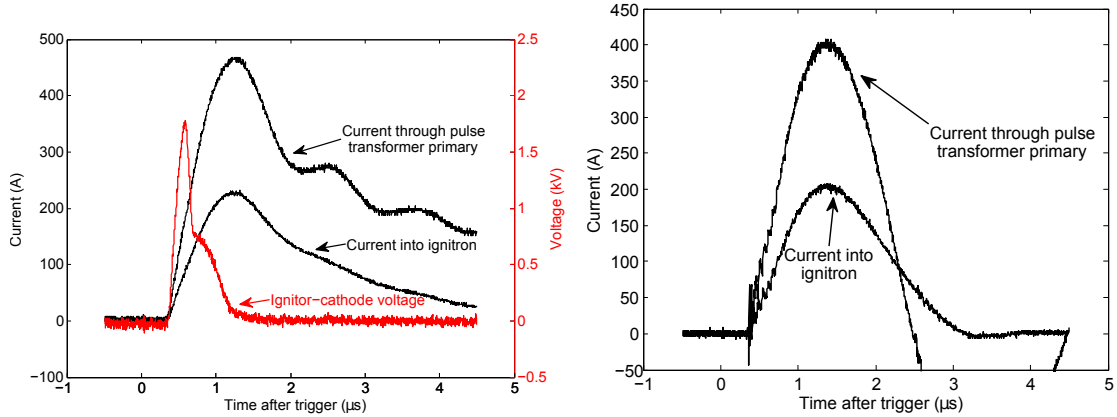 500
400
300
200
100
0
−100
Current (A)
2.5
2
1.5
1
0.5
0
−0.5
Voltage (kV)
Current through pulse
transformer primary
Current into ignitron
Ignitor−cathode voltage
−1 0 1 2 3 4 5
Time after trigger (μs)
450
400
350
300
250
200
150
100
50
0
−50
Current (A)
Current through pulse
transformer primary
Current into
ignitron
−1 0 1 2 3 4 5
Time after trigger (μs)